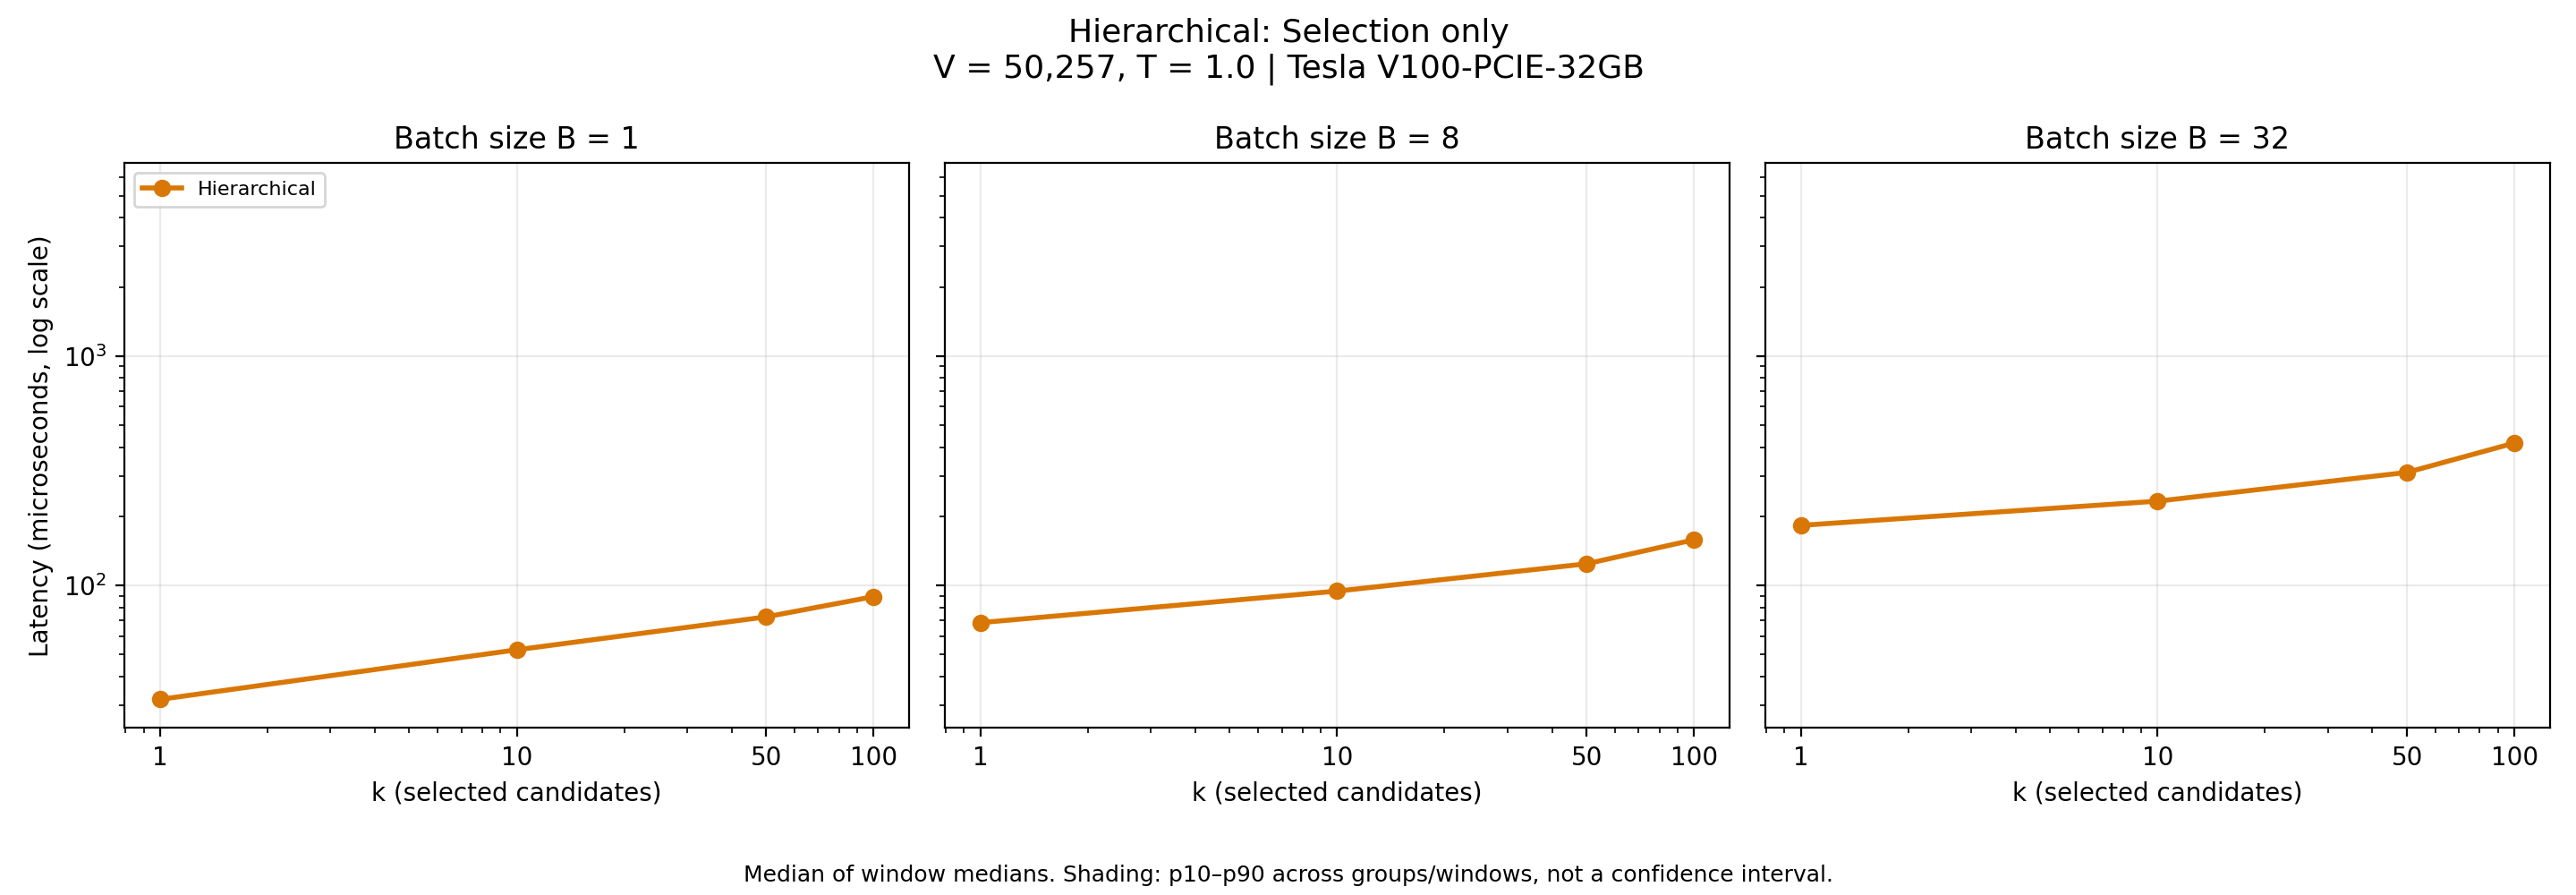 Hierarchical: Selection only
V = 50,257, T = 1.0 | Tesla V100-PCIE-32GB
Batch size B = 1
Batch size B = 8
Batch size B = 32
Hierarchical
Latency (microseconds, log scale)
10³
10²
1 10 50 100
1 10 50 100
1 10 50 100
k (selected candidates)
k (selected candidates)
k (selected candidates)
Median of window medians. Shading: p10–p90 across groups/windows, not a confidence interval.